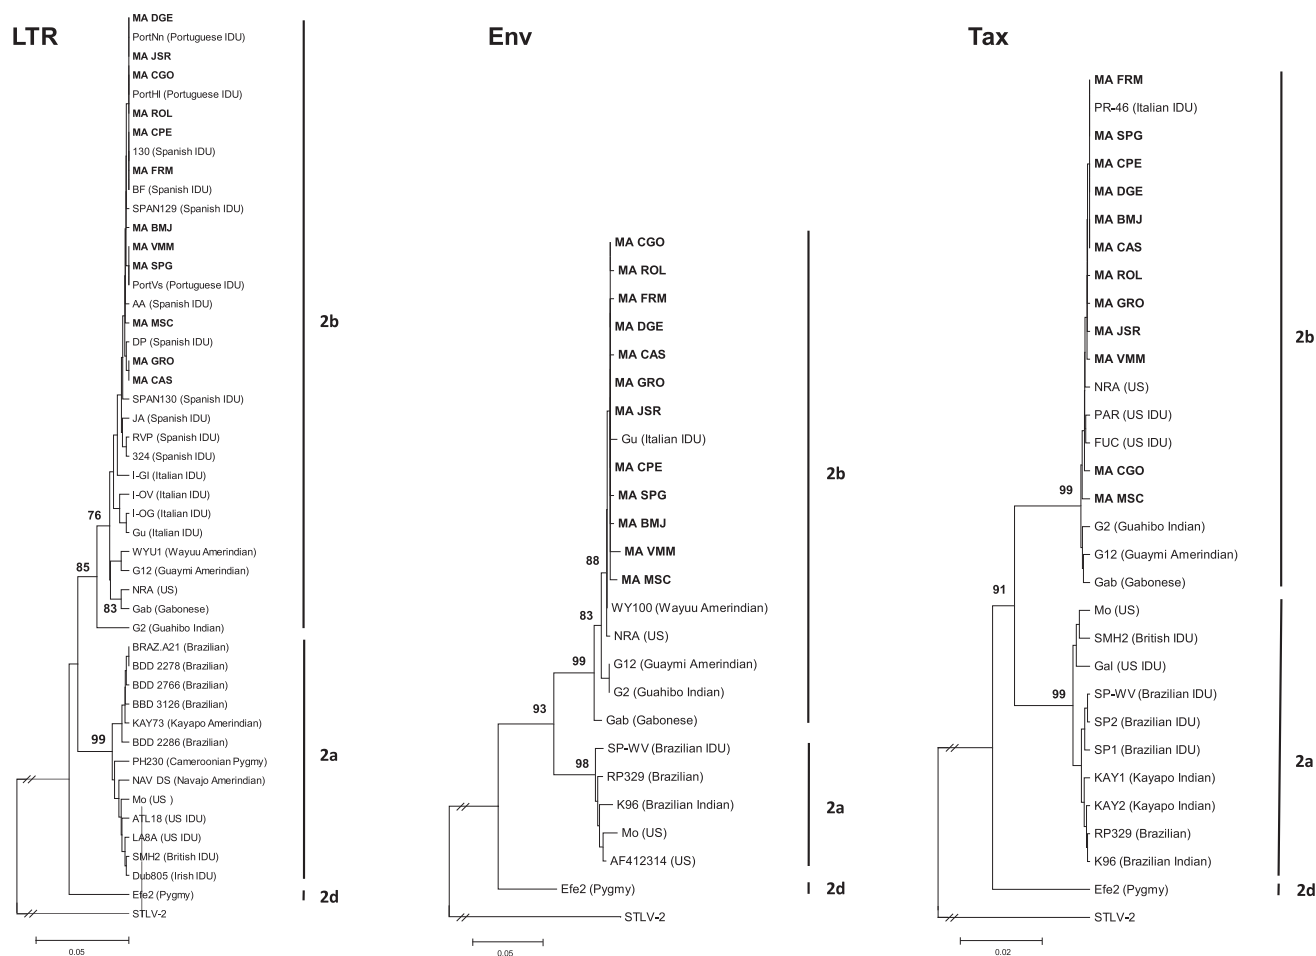 LTR
MA DGE
PortNn (Portuguese IDU)
MA JSR
MA CGO
PortHl (Portuguese IDU)
MA ROL
MA CPE
130 (Spanish IDU)
MA FRM
BF (Spanish IDU)
SPAN129 (Spanish IDU)
MA BMJ
MA VMM
MA SPG
PortVs (Portuguese IDU)
AA (Spanish IDU)
MA MSC
DP (Spanish IDU)
MA GRO
MA CAS
SPAN130 (Spanish IDU)
JA (Spanish IDU)
RVP (Spanish IDU)
324 (Spanish IDU)
I-GI (Italian IDU)
I-OV (Italian IDU)
I-OG (Italian IDU)
Gu (Italian IDU)
WYU1 (Wayuu Amerindian)
G12 (Guaymi Amerindian)
NRA (US)
Gab (Gabonese)
G2 (Guahibo Indian)
BRAZ.A21 (Brazilian)
BDD 2278 (Brazilian)
BDD 2766 (Brazilian)
BBD 3126 (Brazilian)
KAY73 (Kayapo Amerindian)
BDD 2286 (Brazilian)
PH230 (Cameroonian Pygmy)
NAV DS (Navajo Amerindian)
Mo (US )
ATL18 (US IDU)
LA8A (US IDU)
SMH2 (British IDU)
Dub805 (Irish IDU)
Efe2 (Pygmy)
STLV-2
76
85
83
99
2b
2a
2d
0.05
Env
MA CGO
MA ROL
MA FRM
MA DGE
MA CAS
MA GRO
MA JSR
Gu (Italian IDU)
MA CPE
MA SPG
MA BMJ
MA VMM
MA MSC
WY100 (Wayuu Amerindian)
NRA (US)
G12 (Guaymi Amerindian)
G2 (Guahibo Indian)
Gab (Gabonese)
SP-WV (Brazilian IDU)
RP329 (Brazilian)
K96 (Brazilian Indian)
Mo (US)
AF412314 (US)
Efe2 (Pygmy)
STLV-2
88
83
99
93
98
2b
2a
2d
0.05
Tax
MA FRM
PR-46 (Italian IDU)
MA SPG
MA CPE
MA DGE
MA BMJ
MA CAS
MA ROL
MA GRO
MA JSR
MA VMM
NRA (US)
PAR (US IDU)
FUC (US IDU)
MA CGO
MA MSC
G2 (Guahibo Indian)
G12 (Guaymi Amerindian)
Gab (Gabonese)
Mo (US)
SMH2 (British IDU)
Gal (US IDU)
SP-WV (Brazilian IDU)
SP2 (Brazilian IDU)
SP1 (Brazilian IDU)
KAY1 (Kayapo Indian)
KAY2 (Kayapo Indian)
RP329 (Brazilian)
K96 (Brazilian Indian)
Efe2 (Pygmy)
STLV-2
99
91
99
2b
2a
2d
0.02